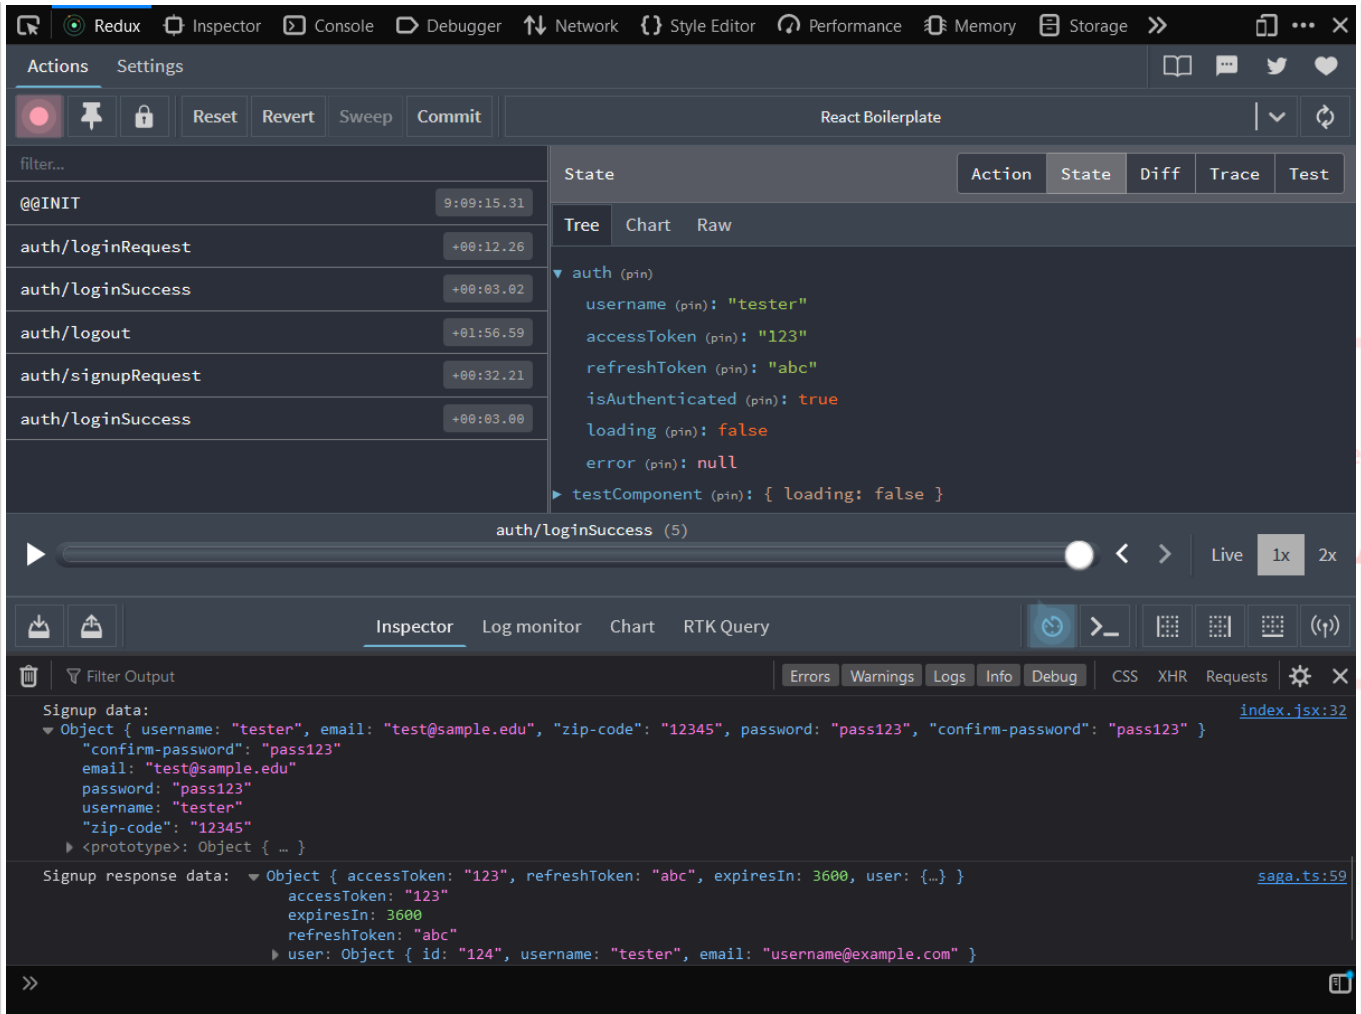 Redux Inspector Console Debugger Network Style Editor Performance Memory Storage
Actions Settings
Reset Revert Sweep Commit React Boilerplate
filter...
@@INIT 9:09:15.31
auth/loginRequest +00:12.26
auth/loginSuccess +00:03.02
auth/logout +01:56.59
auth/signupRequest +00:32.21
auth/loginSuccess +00:03.00
State Action State Diff Trace Test
Tree Chart Raw
auth (pin)
username (pin): "tester"
accessToken (pin): "123"
refreshToken (pin): "abc"
isAuthenticated (pin): true
loading (pin): false
error (pin): null
testComponent (pin): { loading: false }
auth/loginSuccess (5)
Live 1x 2x
Inspector Log monitor Chart RTK Query
Filter Output Errors Warnings Logs Info Debug CSS XHR Requests
Signup data: index.jsx:32
Object { username: "tester", email: "test@sample.edu", "zip-code": "12345", password: "pass123", "confirm-password": "pass123" }
"confirm-password": "pass123"
email: "test@sample.edu"
password: "pass123"
username: "tester"
"zip-code": "12345"
<prototype>: Object { … }
Signup response data: Object { accessToken: "123", refreshToken: "abc", expiresIn: 3600, user: {…} } saga.ts:59
accessToken: "123"
expiresIn: 3600
refreshToken: "abc"
user: Object { id: "124", username: "tester", email: "username@example.com" }